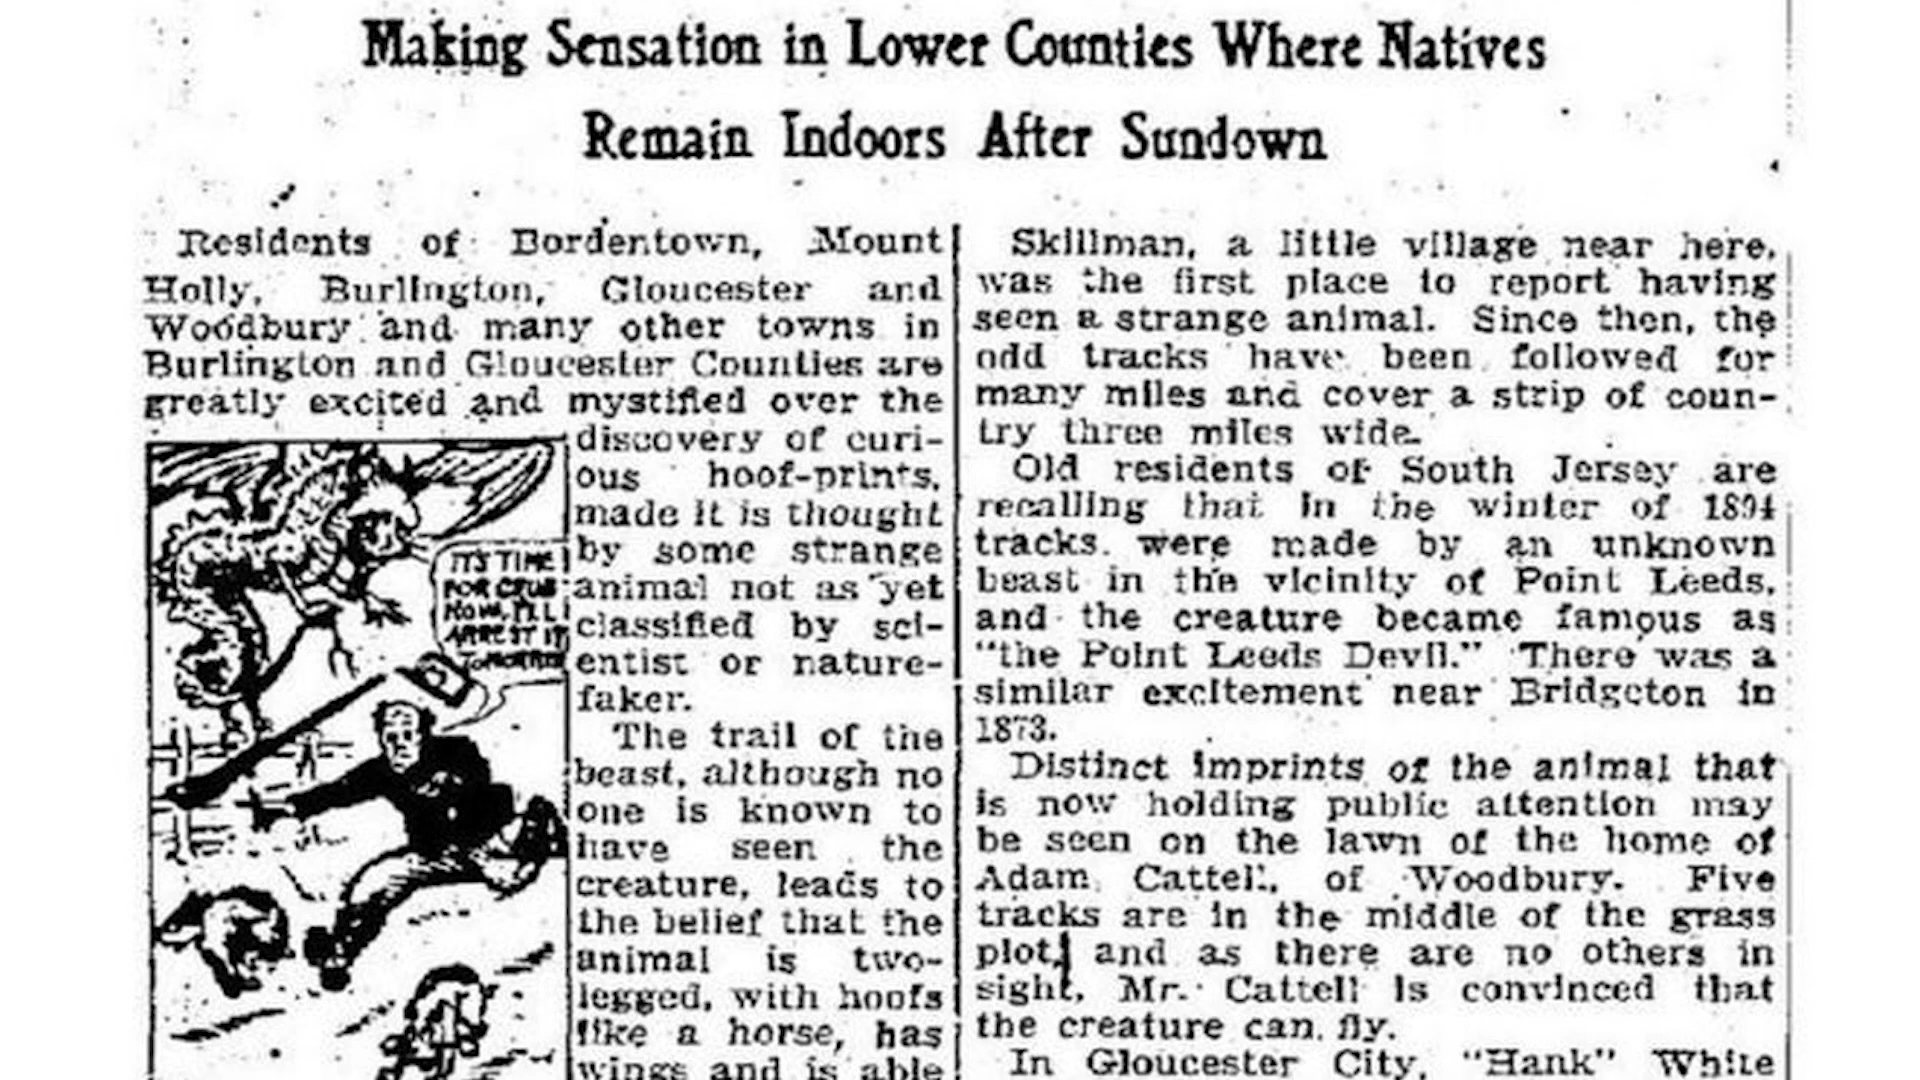 Making Sensation in Lower Counties Where Natives
Remain Indoors After Sundown
Residents of Bordentown, Mount
Holly, Burlington, Gloucester and
Woodbury and many other towns in
Burlington and Gloucester Counties are
greatly excited and mystified over the
discovery of curi-
ous hoof-prints,
made it is thought
by some strange
animal not as yet
classified by sci-
entist or nature-
faker.
The trail of the
beast, although no
one is known to
have seen the
creature, leads to
the belief that the
animal is two-
legged, with hoofs
like a horse, has
wings and is able
IT'S TIME
FOR CLUB
NOW, I'LL
ARREST IT
TOMORROW
Skillman, a little village near here,
was the first place to report having
seen a strange animal. Since then, the
odd tracks have been followed for
many miles and cover a strip of coun-
try three miles wide.
Old residents of South Jersey are
recalling that in the winter of 1894
tracks were made by an unknown
beast in the vicinity of Point Leeds,
and the creature became famous as
"the Point Leeds Devil." There was a
similar excitement near Bridgeton in
1873.
Distinct imprints of the animal that
is now holding public attention may
be seen on the lawn of the home of
Adam Cattell, of Woodbury. Five
tracks are in the middle of the grass
plot, and as there are no others in
sight, Mr. Cattell is convinced that
the creature can fly.
In Gloucester City, "Hank" White